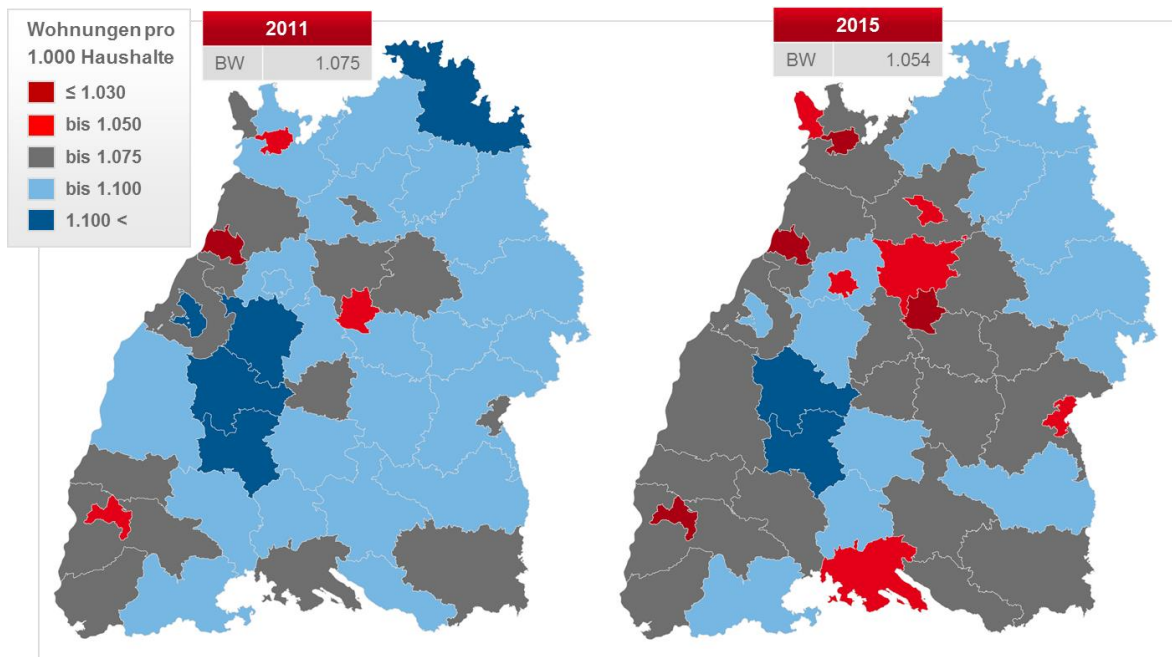 Wohnungen pro
1.000 Haushalte
≤ 1.030
bis 1.050
bis 1.075
bis 1.100
1.100 <
2011
BW 1.075
2015
BW 1.054